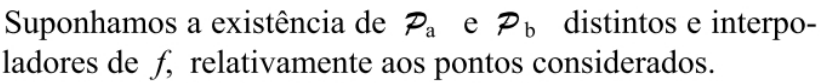 Suponhamos a existência de 𝒫a e 𝒫b distintos e interpo-
ladores de f, relativamente aos pontos considerados.